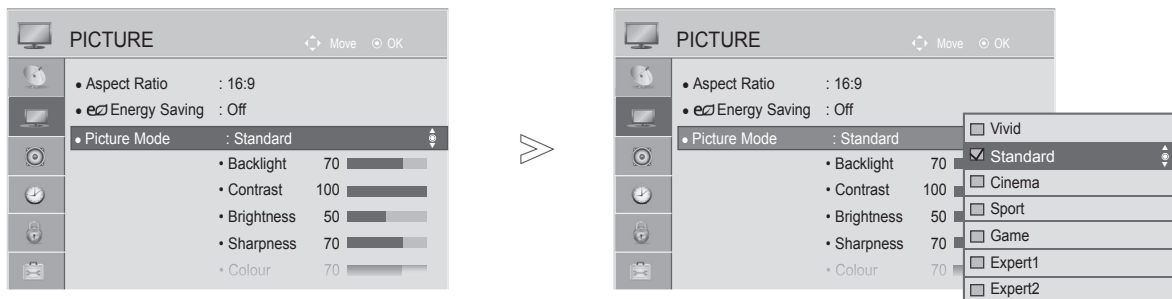 PICTURE
Move OK
• Aspect Ratio : 16:9
• Energy Saving : Off
• Picture Mode : Standard
• Backlight 70
• Contrast 100
• Brightness 50
• Sharpness 70
• Colour 70
PICTURE
Move OK
• Aspect Ratio : 16:9
• Energy Saving : Off
• Picture Mode : Standard
• Backlight 70
• Contrast 100
• Brightness 50
• Sharpness 70
• Colour 70
Vivid
Standard
Cinema
Sport
Game
Expert1
Expert2